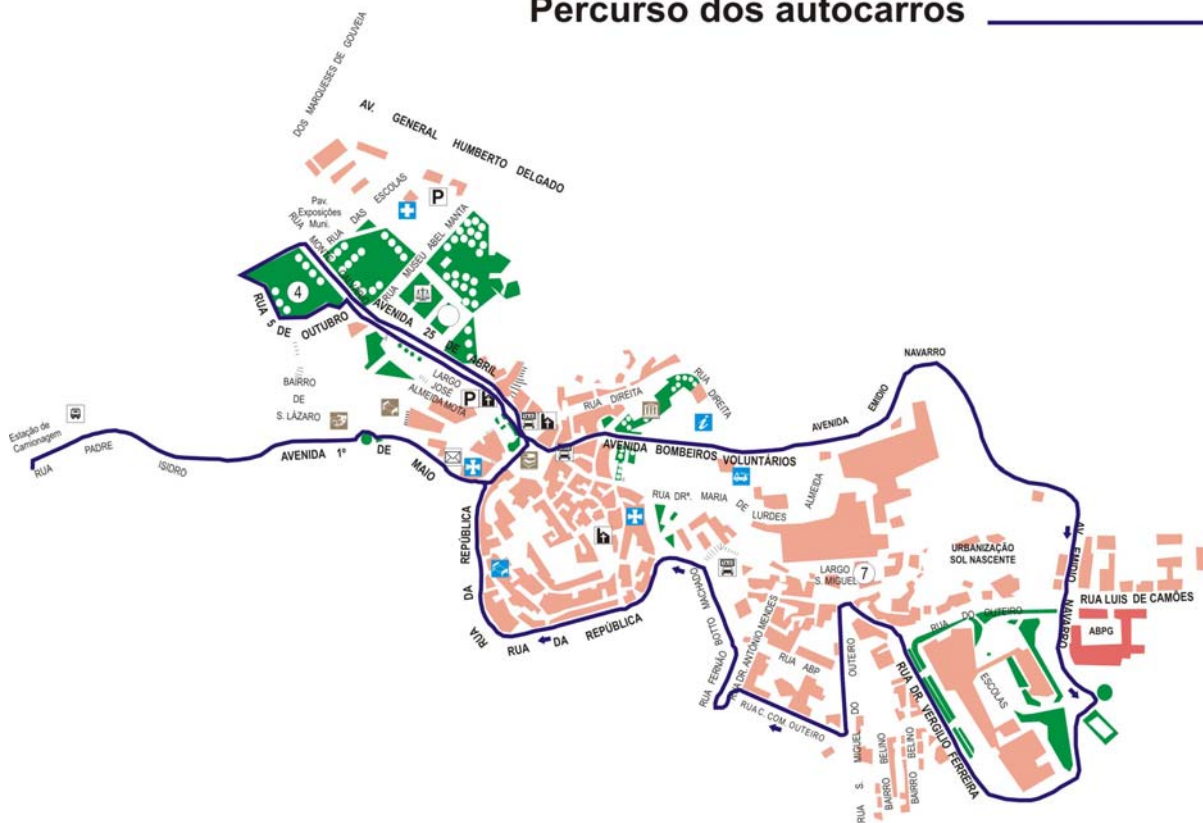 Percurso dos autocarros
DOS MARQUESES DE GOUVEIA
AV. GENERAL HUMBERTO DELGADO
Pav.
Exposições
Muni.
RUA DAS ESCOLAS
P
RUA MUSEU ABEL MANTA
4
RUA 5 DE OUTUBRO
AVENIDA 25 DE ABRIL
BAIRRO
DE
S. LÁZARO
LARGO
JOSÉ
ALMEIDA MOTA
P
RUA DIREITA
RUA DIREITA
i
Estação de
Camionagem
RUA PADRE ISIDRO
AVENIDA 1º DE MAIO
AVENIDA BOMBEIROS VOLUNTÁRIOS
AVENIDA EMIDIO NAVARRO
RUA DRª. MARIA DE LURDES ALMEIDA
RUA DA REPÚBLICA
RUA DA REPÚBLICA
LARGO
S. MIGUEL
7
URBANIZAÇÃO
SOL NASCENTE
AV. EMIDIO NAVARRO
RUA LUIS DE CAMÕES
ABPG
RUA DO OUTEIRO
ESCOLAS
RUA FERNÃO BOTTO MACHADO
RUA DR. ANTÓNIO MENDES
RUA ABP
RUA C. COM. OUTEIRO
RUA S. MIGUEL DO OUTEIRO
BAIRRO BELINO
BAIRRO BELINO
RUA DR. VERGILIO FERREIRA